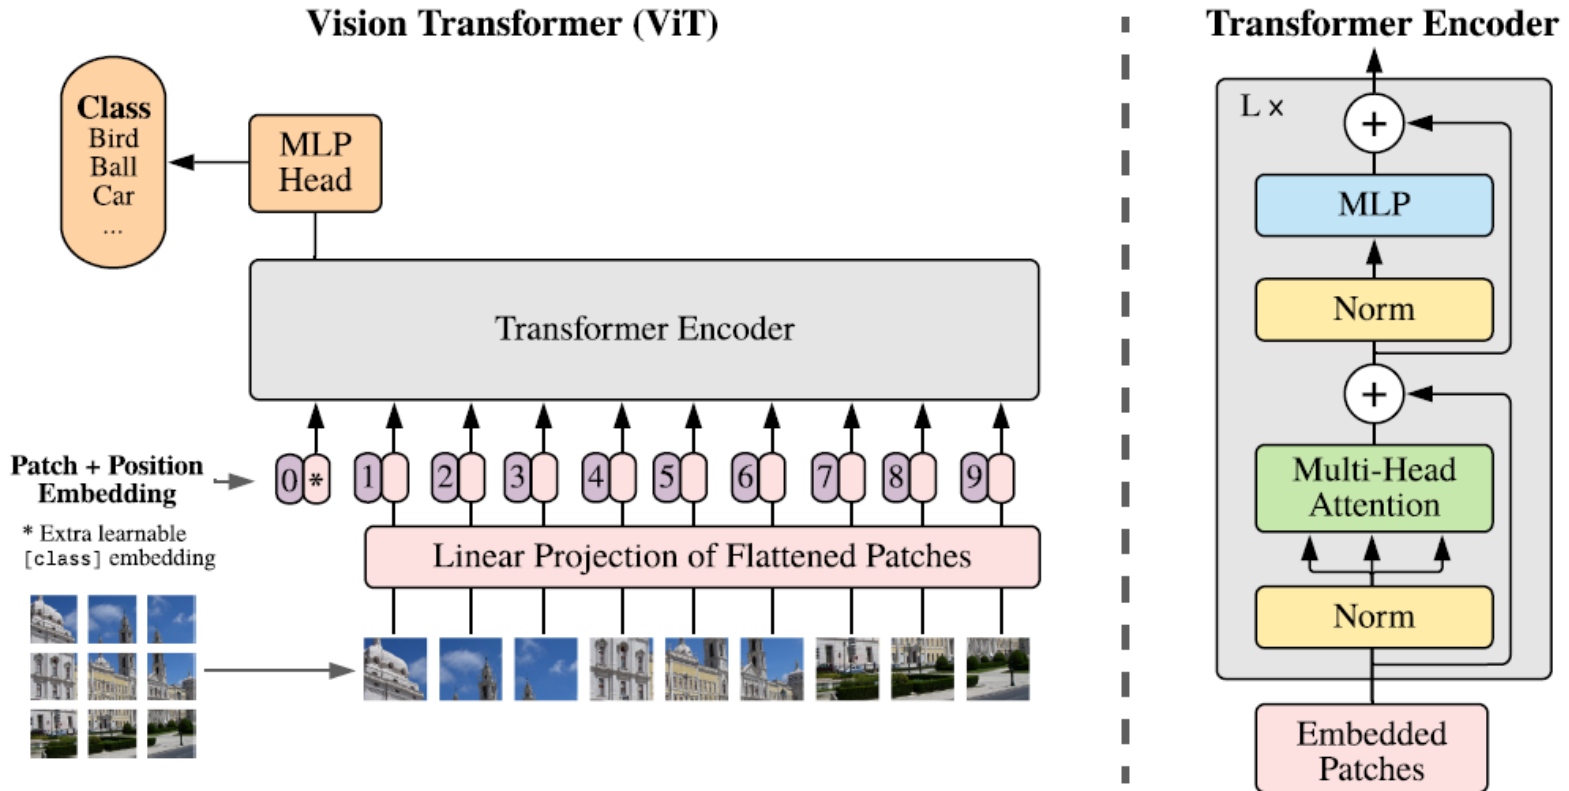 Vision Transformer (ViT)
Class
Bird
Ball
Car
...
MLP
Head
Transformer Encoder
Patch + Position
Embedding
* Extra learnable
[class] embedding
0 * 1 2 3 4 5 6 7 8 9
Linear Projection of Flattened Patches
Transformer Encoder
L ×
+
MLP
Norm
+
Multi-Head
Attention
Norm
Embedded
Patches